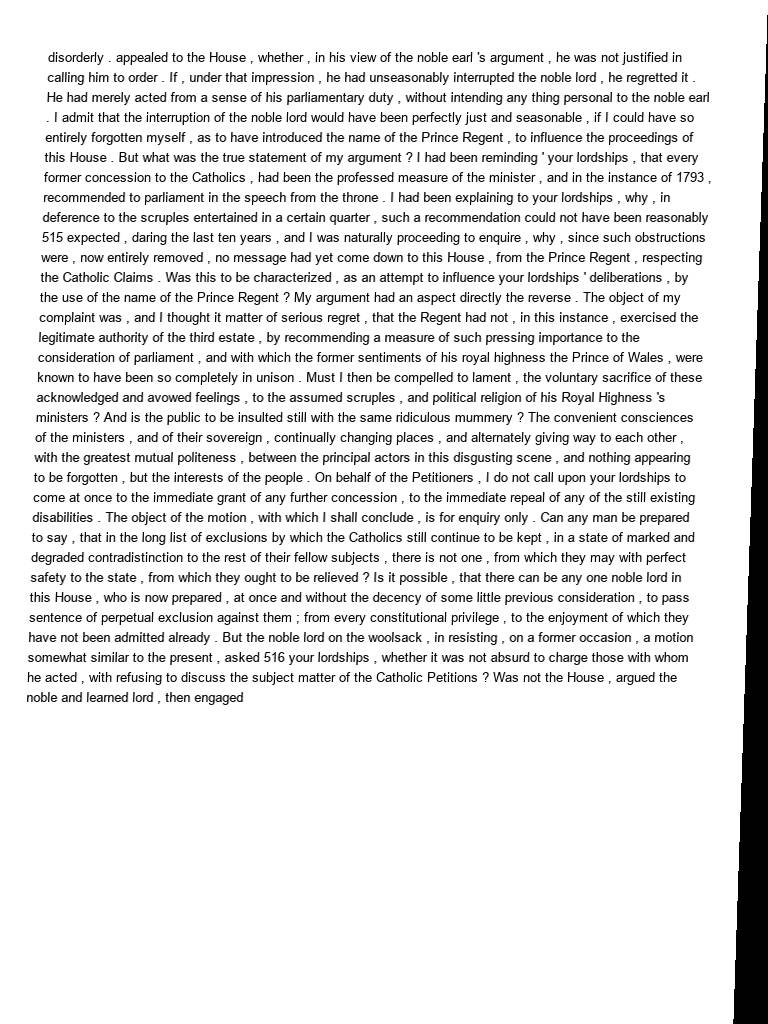 disorderly . appealed to the House , whether , in his view of the noble earl 's argument , he was not justified in
calling him to order . If , under that impression , he had unseasonably interrupted the noble lord , he regretted it .
He had merely acted from a sense of his parliamentary duty , without intending any thing personal to the noble earl
. I admit that the interruption of the noble lord would have been perfectly just and seasonable , if I could have so
entirely forgotten myself , as to have introduced the name of the Prince Regent , to influence the proceedings of
this House . But what was the true statement of my argument ? I had been reminding ' your lordships , that every
former concession to the Catholics , had been the professed measure of the minister , and in the instance of 1793 ,
recommended to parliament in the speech from the throne . I had been explaining to your lordships , why , in
deference to the scruples entertained in a certain quarter , such a recommendation could not have been reasonably
515 expected , daring the last ten years , and I was naturally proceeding to enquire , why , since such obstructions
were , now entirely removed , no message had yet come down to this House , from the Prince Regent , respecting
the Catholic Claims . Was this to be characterized , as an attempt to influence your lordships ' deliberations , by
the use of the name of the Prince Regent ? My argument had an aspect directly the reverse . The object of my
complaint was , and I thought it matter of serious regret , that the Regent had not , in this instance , exercised the
legitimate authority of the third estate , by recommending a measure of such pressing importance to the
consideration of parliament , and with which the former sentiments of his royal highness the Prince of Wales , were
known to have been so completely in unison . Must I then be compelled to lament , the voluntary sacrifice of these
acknowledged and avowed feelings , to the assumed scruples , and political religion of his Royal Highness 's
ministers ? And is the public to be insulted still with the same ridiculous mummery ? The convenient consciences
of the ministers , and of their sovereign , continually changing places , and alternately giving way to each other ,
with the greatest mutual politeness , between the principal actors in this disgusting scene , and nothing appearing
to be forgotten , but the interests of the people . On behalf of the Petitioners , I do not call upon your lordships to
come at once to the immediate grant of any further concession , to the immediate repeal of any of the still existing
disabilities . The object of the motion , with which I shall conclude , is for enquiry only . Can any man be prepared
to say , that in the long list of exclusions by which the Catholics still continue to be kept , in a state of marked and
degraded contradistinction to the rest of their fellow subjects , there is not one , from which they may with perfect
safety to the state , from which they ought to be relieved ? Is it possible , that there can be any one noble lord in
this House , who is now prepared , at once and without the decency of some little previous consideration , to pass
sentence of perpetual exclusion against them ; from every constitutional privilege , to the enjoyment of which they
have not been admitted already . But the noble lord on the woolsack , in resisting , on a former occasion , a motion
somewhat similar to the present , asked 516 your lordships , whether it was not absurd to charge those with whom
he acted , with refusing to discuss the subject matter of the Catholic Petitions ? Was not the House , argued the
noble and learned lord , then engaged